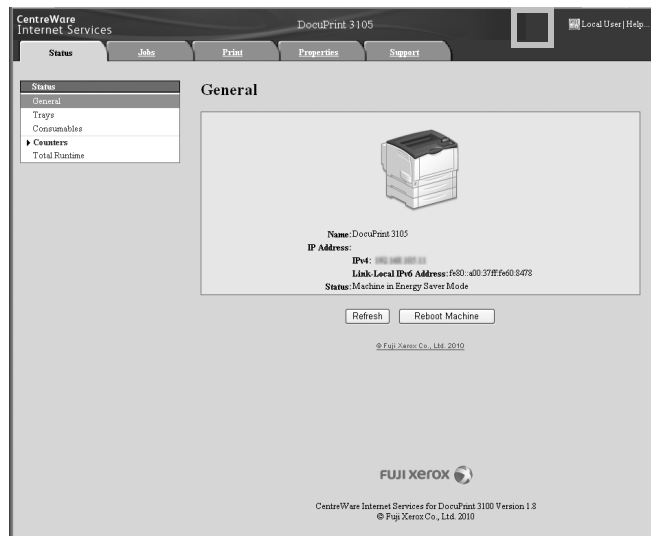 CentreWare
Internet Services
DocuPrint 3105
Local User | Help...
Status
Jobs
Print
Properties
Support
Status
General
Trays
Consumables
Counters
Total Runtime
General
Name: DocuPrint 3105
IP Address:
IPv4:
Link-Local IPv6 Address: fe80::a00:37ff:fe60:8478
Status: Machine in Energy Saver Mode
Refresh
Reboot Machine
© Fuji Xerox Co., Ltd. 2010
FUJI XEROX
CentreWare Internet Services for DocuPrint 3100 Version 1.8
© Fuji Xerox Co., Ltd. 2010